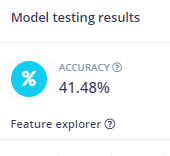 Model testing results
%
ACCURACY ?
41.48%
Feature explorer ?